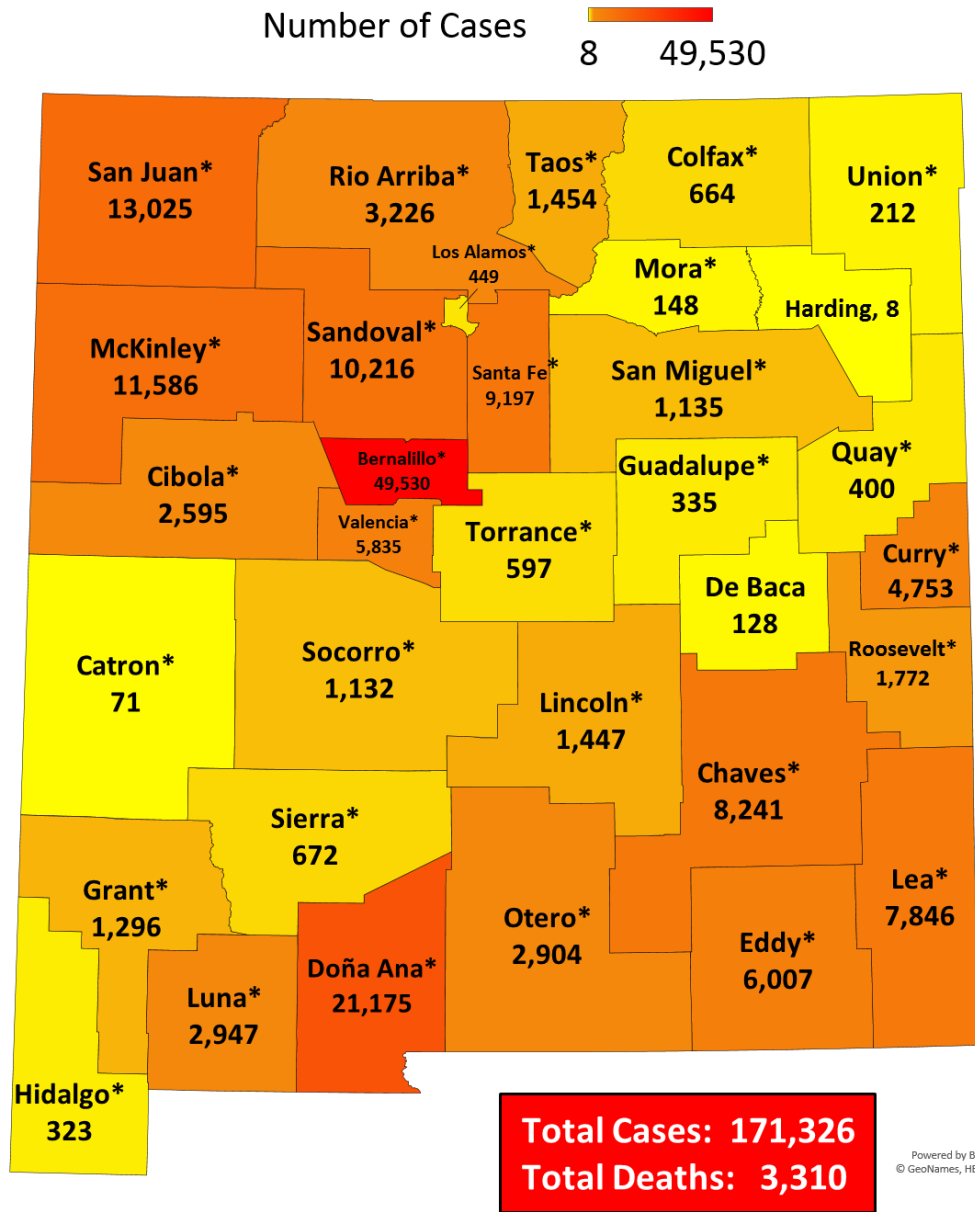 Number of Cases
8 49,530
San Juan*
13,025
Rio Arriba*
3,226
Taos*
1,454
Colfax*
664
Union*
212
Los Alamos*
449
Mora*
148
Harding, 8
McKinley*
11,586
Sandoval*
10,216
Santa Fe*
9,197
San Miguel*
1,135
Quay*
400
Cibola*
2,595
Bernalillo*
49,530
Guadalupe*
335
Valencia*
5,835
Torrance*
597
Curry*
4,753
De Baca
128
Roosevelt*
1,772
Catron*
71
Socorro*
1,132
Lincoln*
1,447
Chaves*
8,241
Sierra*
672
Grant*
1,296
Lea*
7,846
Otero*
2,904
Eddy*
6,007
Doña Ana*
21,175
Luna*
2,947
Hidalgo*
323
Total Cases: 171,326
Total Deaths: 3,310
Powered by B
© GeoNames, HE